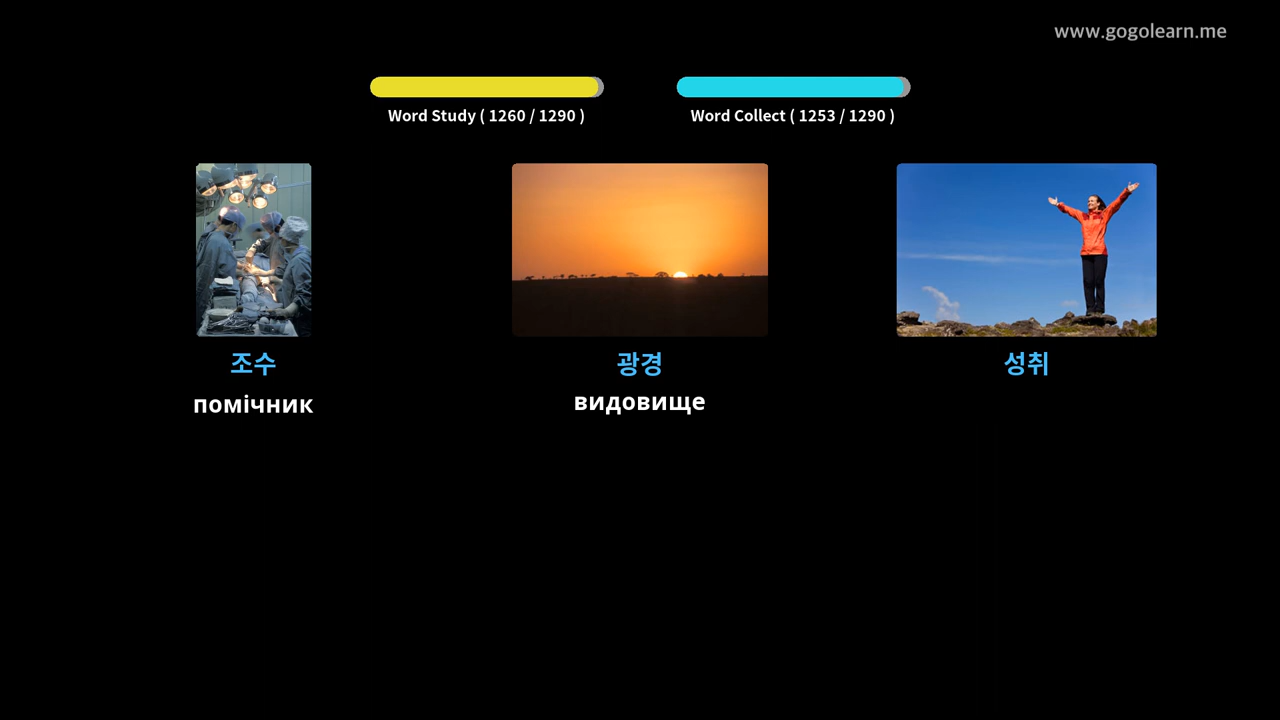 www.gogolearn.me
Word Study ( 1260 / 1290 )
Word Collect ( 1253 / 1290 )
조수
광경
성취
помічник
видовище